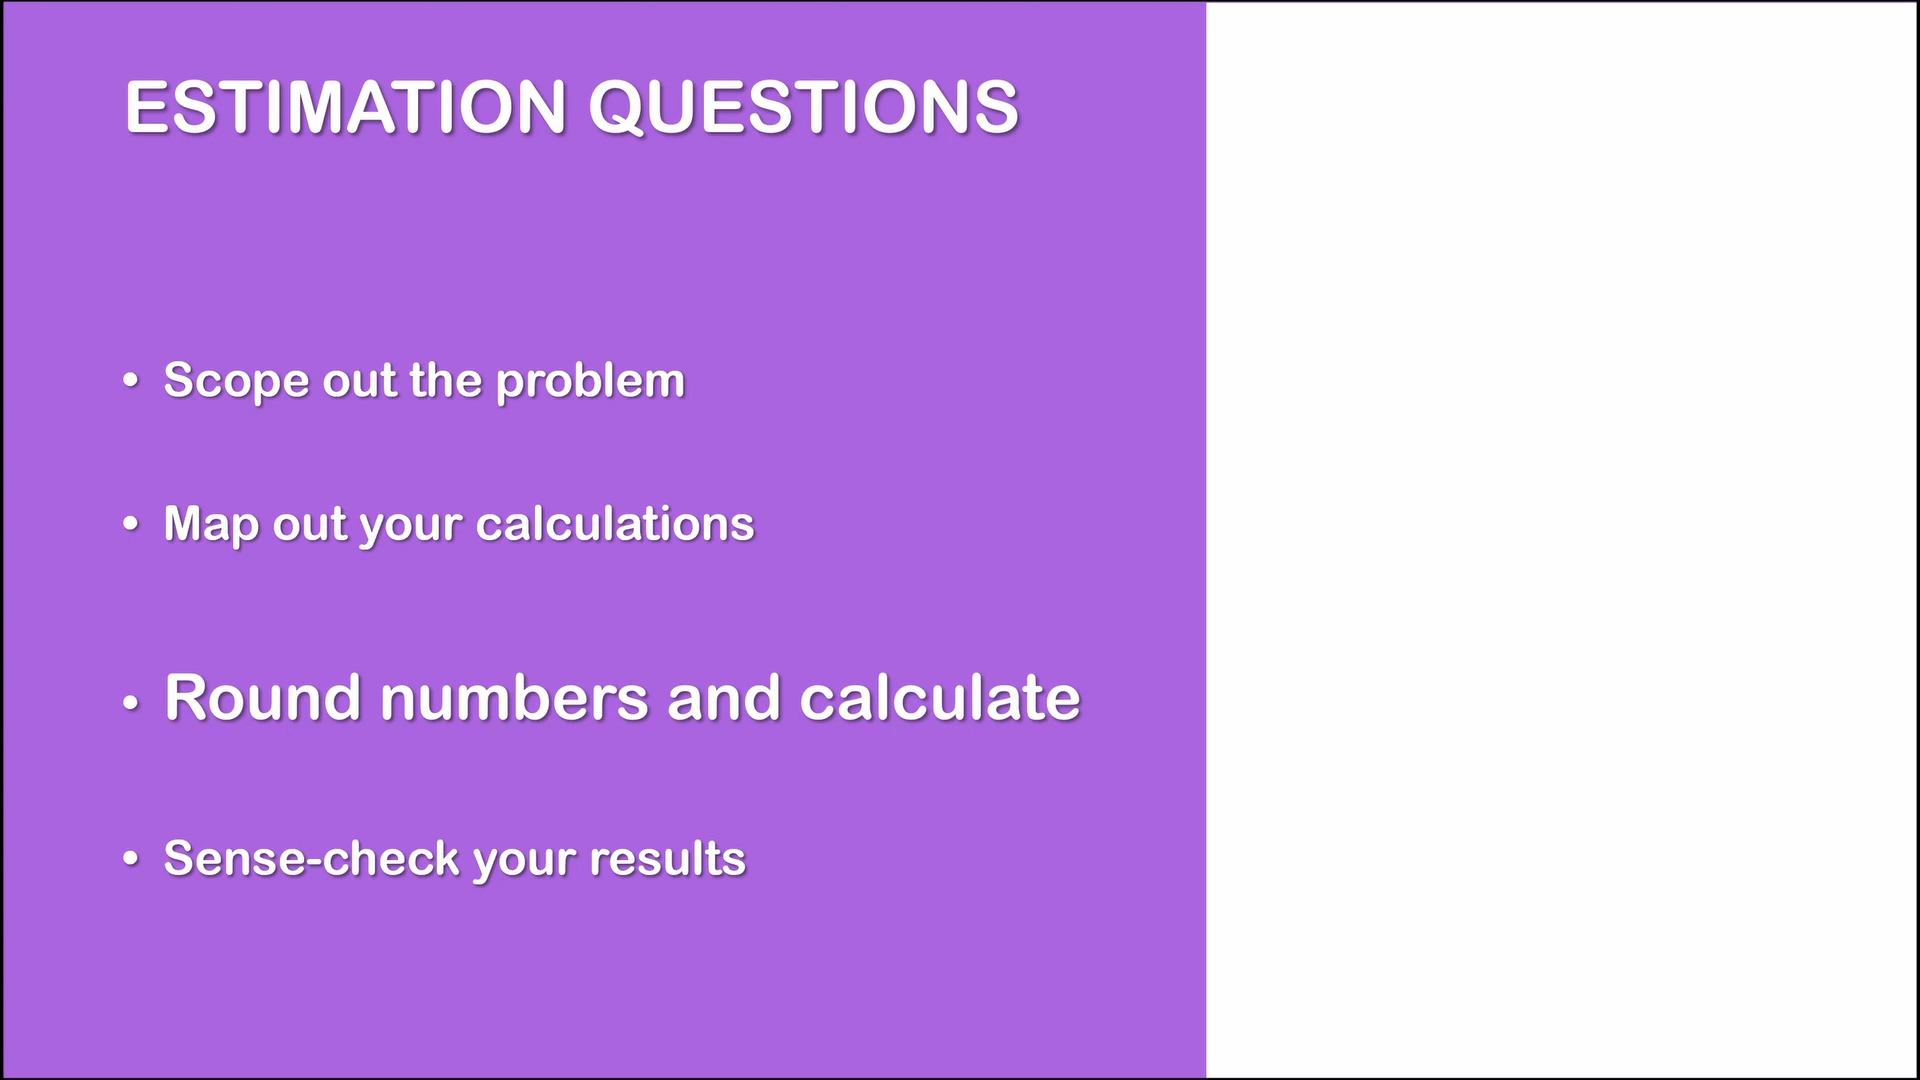 ESTIMATION QUESTIONS
• Scope out the problem
• Map out your calculations
• Round numbers and calculate
• Sense-check your results